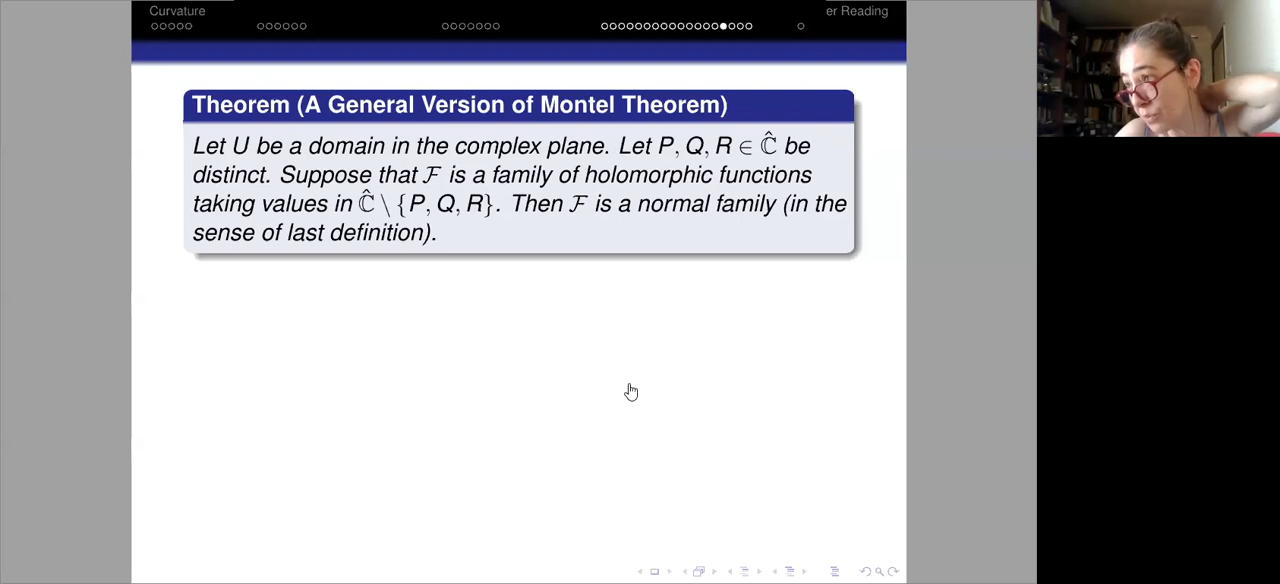 Curvature
er Reading
Theorem (A General Version of Montel Theorem)
Let U be a domain in the complex plane. Let P, Q, R ∈ Ĉ be
distinct. Suppose that ℱ is a family of holomorphic functions
taking values in Ĉ \ {P, Q, R}. Then ℱ is a normal family (in the
sense of last definition).